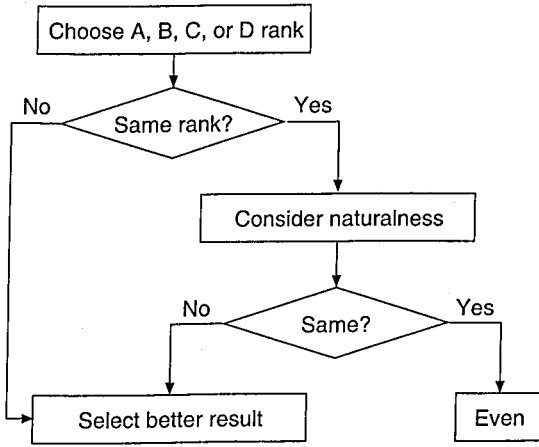 Choose A, B, C, or D rank
No
Yes
Same rank?
Consider naturalness
No
Yes
Same?
Select better result
Even